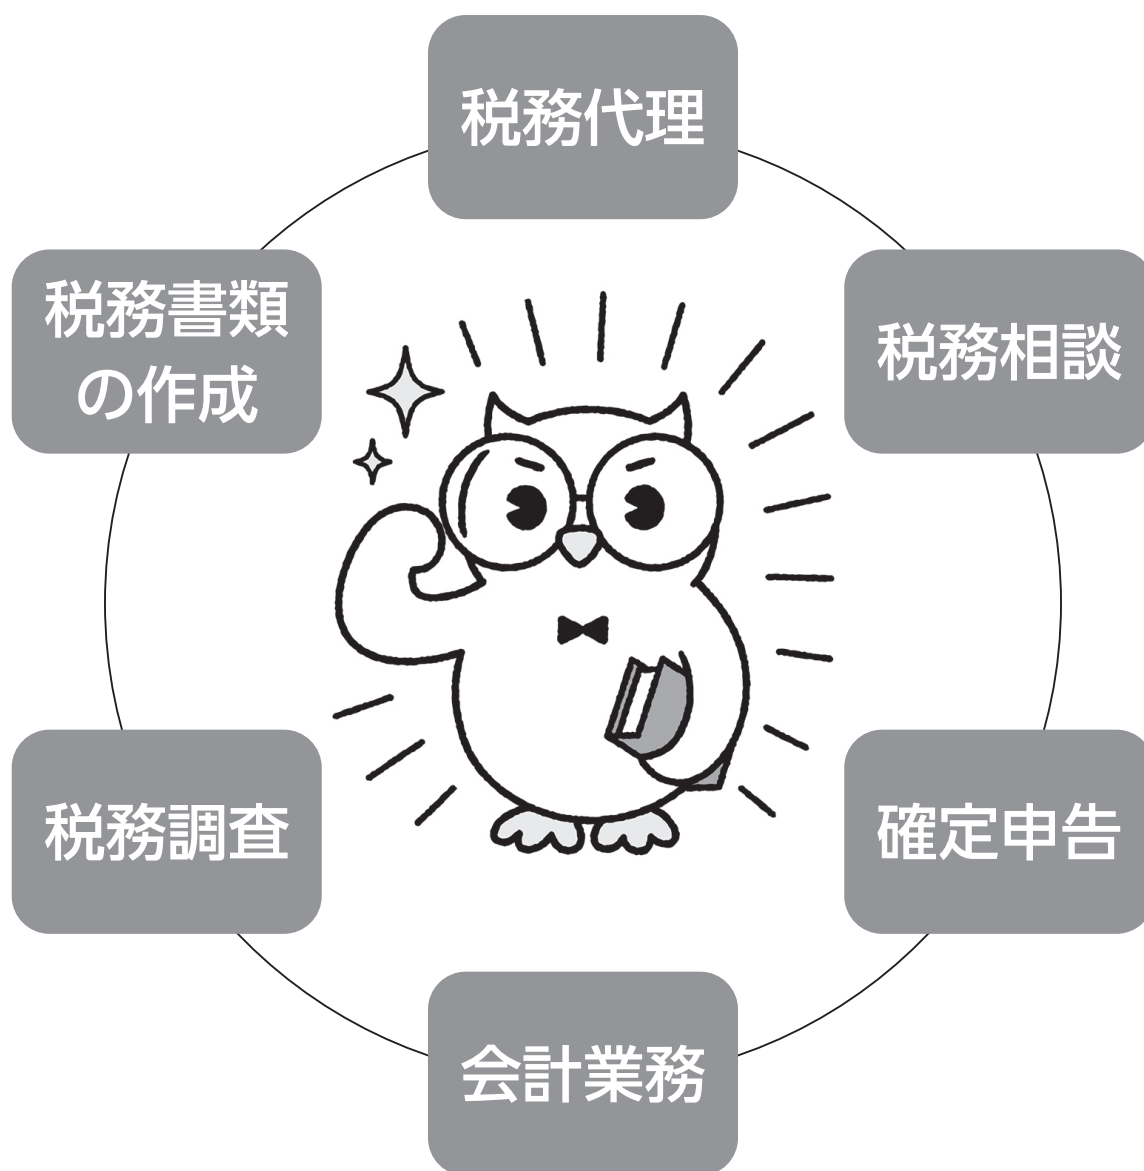 税務代理
税務書類
の作成
税務相談
税務調査
確定申告
会計業務